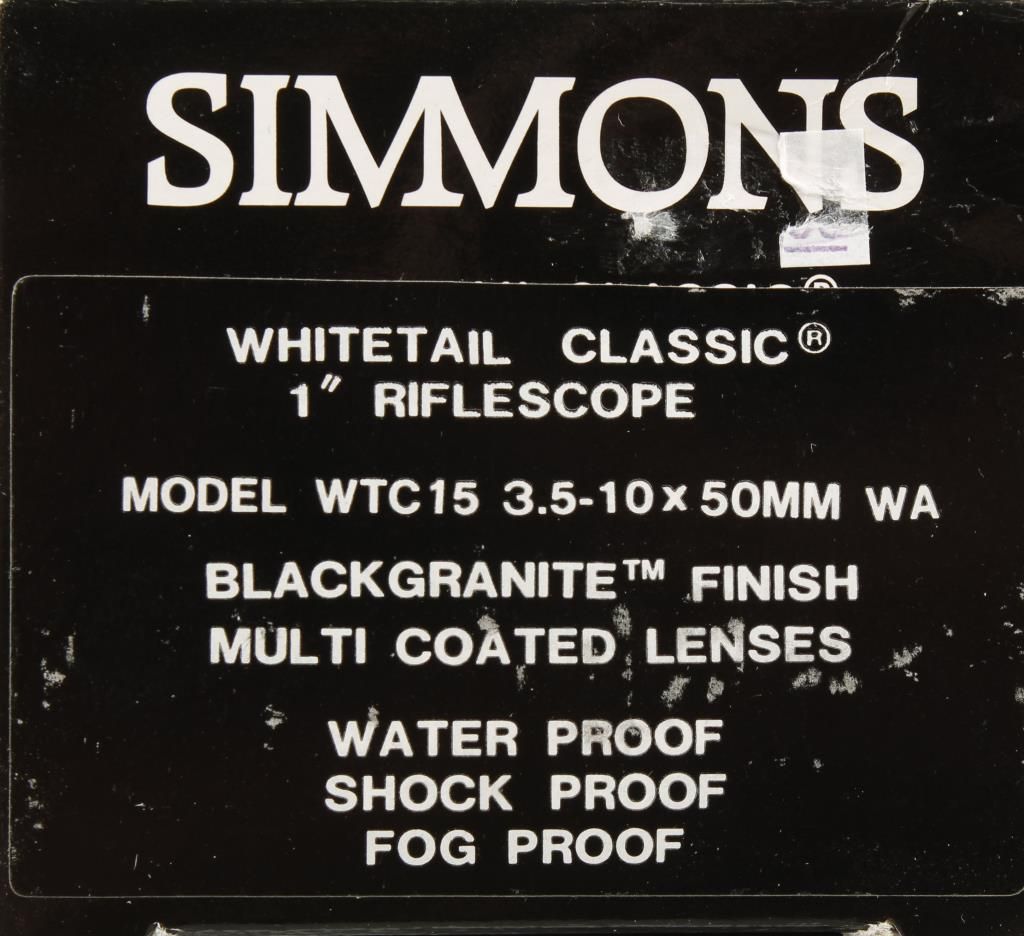 SIMMONS
WHITETAIL CLASSIC®
1" RIFLESCOPE
MODEL WTC15 3.5-10x50MM WA
BLACKGRANITE™ FINISH
MULTI COATED LENSES
WATER PROOF
SHOCK PROOF
FOG PROOF